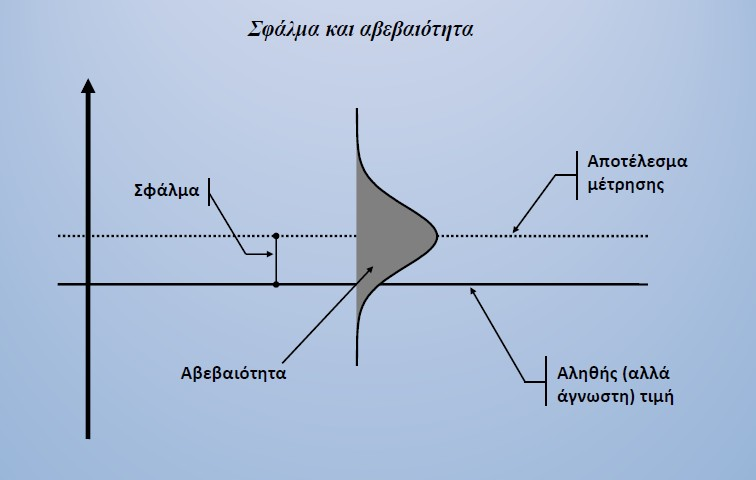 Σφάλμα και αβεβαιότητα
Αποτέλεσμα
μέτρησης
Σφάλμα
Αβεβαιότητα
Αληθής (αλλά
άγνωστη) τιμή